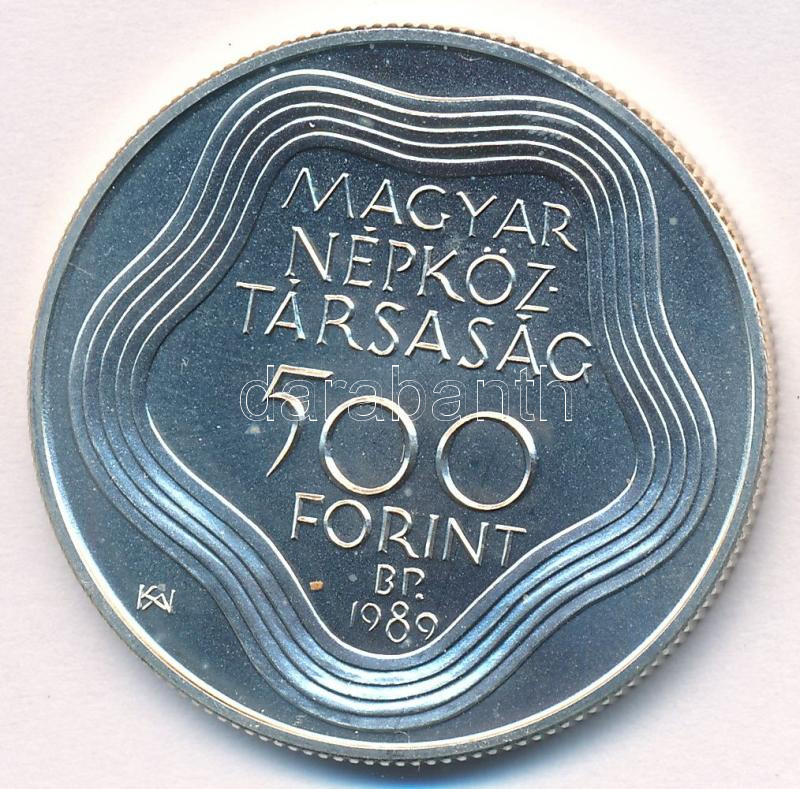 MAGYAR
NÉPKÖZ-
TÁRSASÁG
darabanth
500
FORINT
BP.
1989